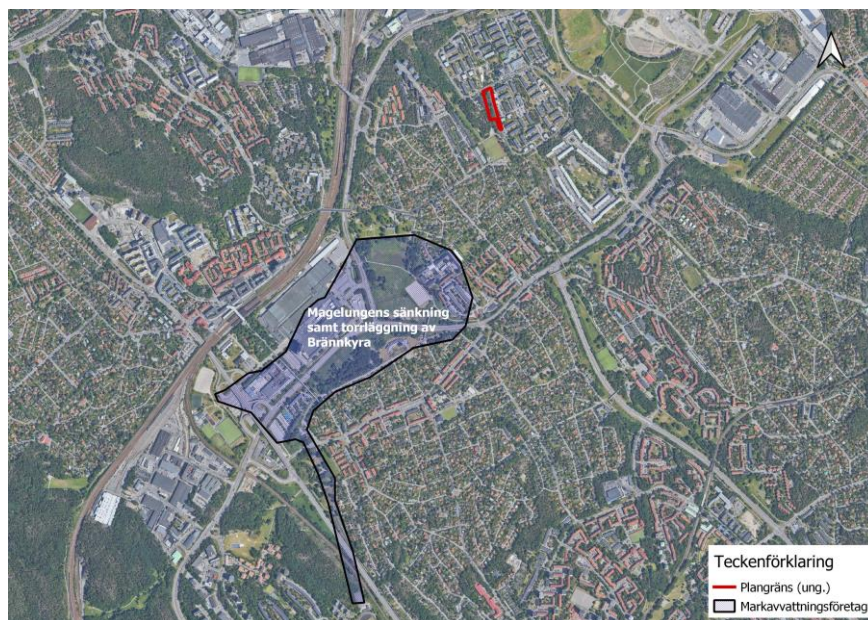 Magelungens sänkning
samt torrläggning av
Brännkyra
Teckenförklaring
Plangräns (ung.)
Markavvattningsföretag